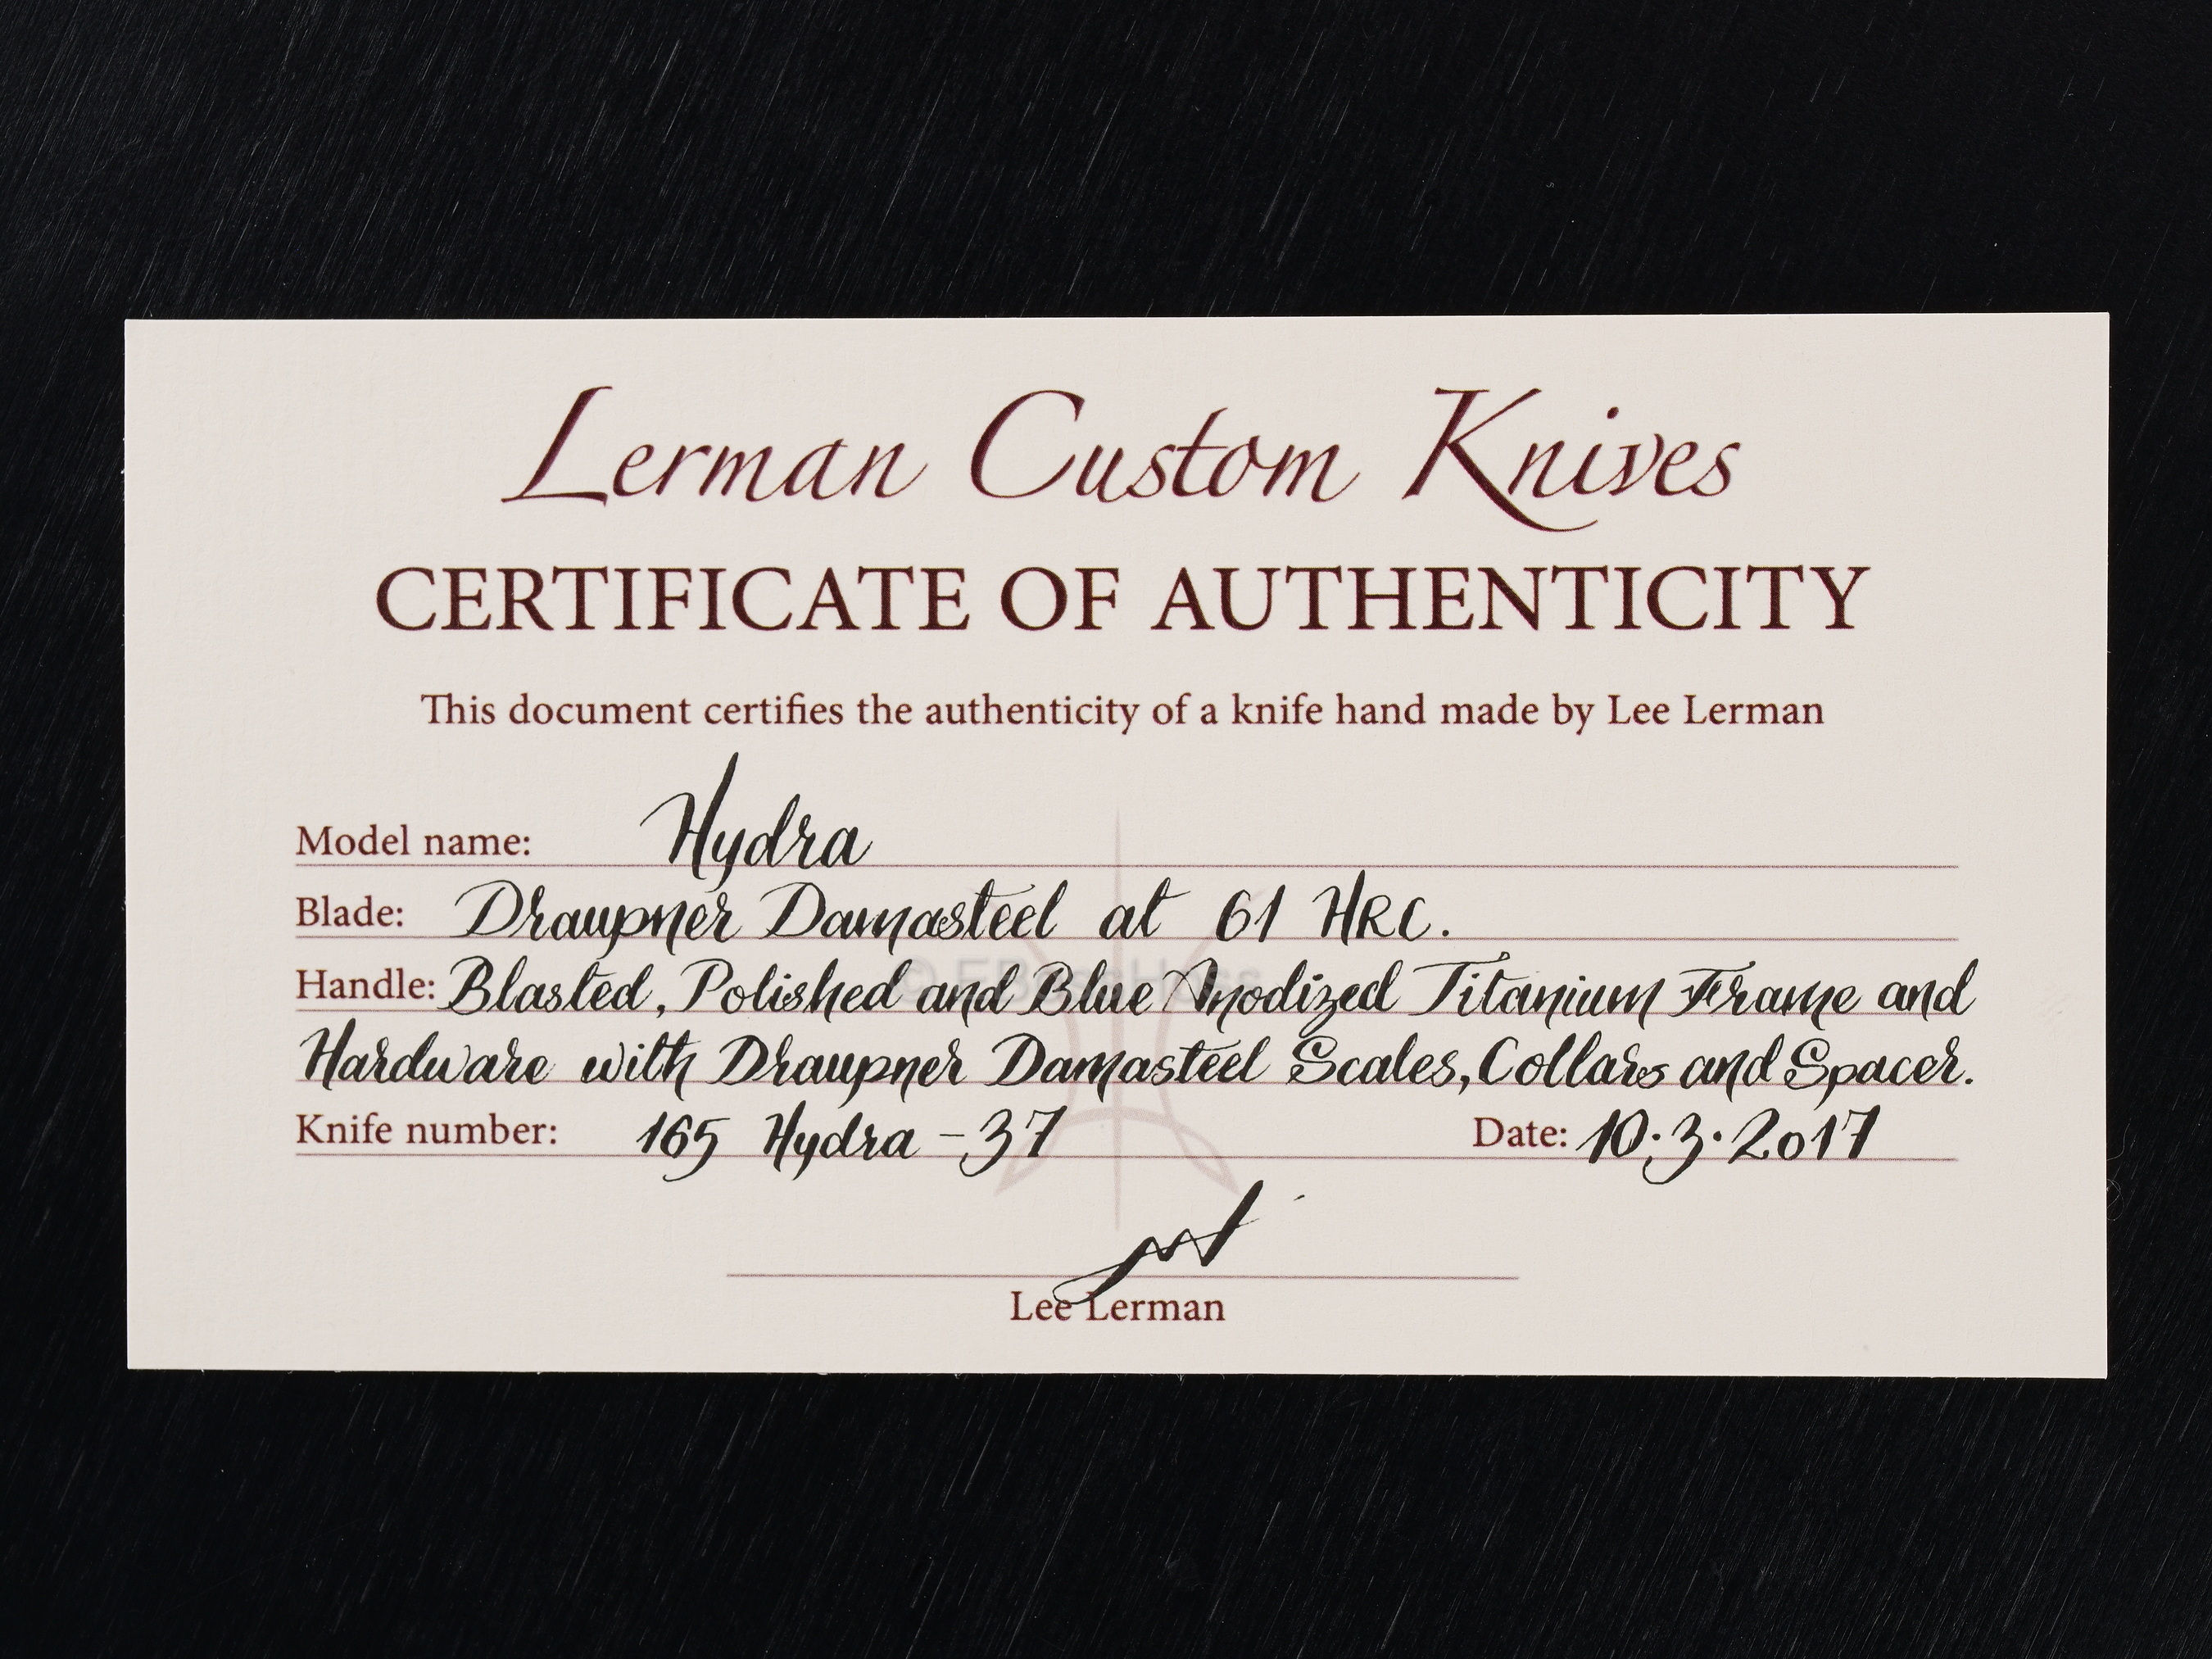 Lerman Custom Knives
CERTIFICATE OF AUTHENTICITY
This document certifies the authenticity of a knife hand made by Lee Lerman
Model name: Hydra
Blade: Draupner Damasteel at 61 HRC.
Handle: Blasted, Polished and Blue Anodized Titanium Frame and
Hardware with Draupner Damasteel Scales, Collars and Spacer.
Knife number: 165 Hydra-37 Date: 10.3.2017
Lee Lerman